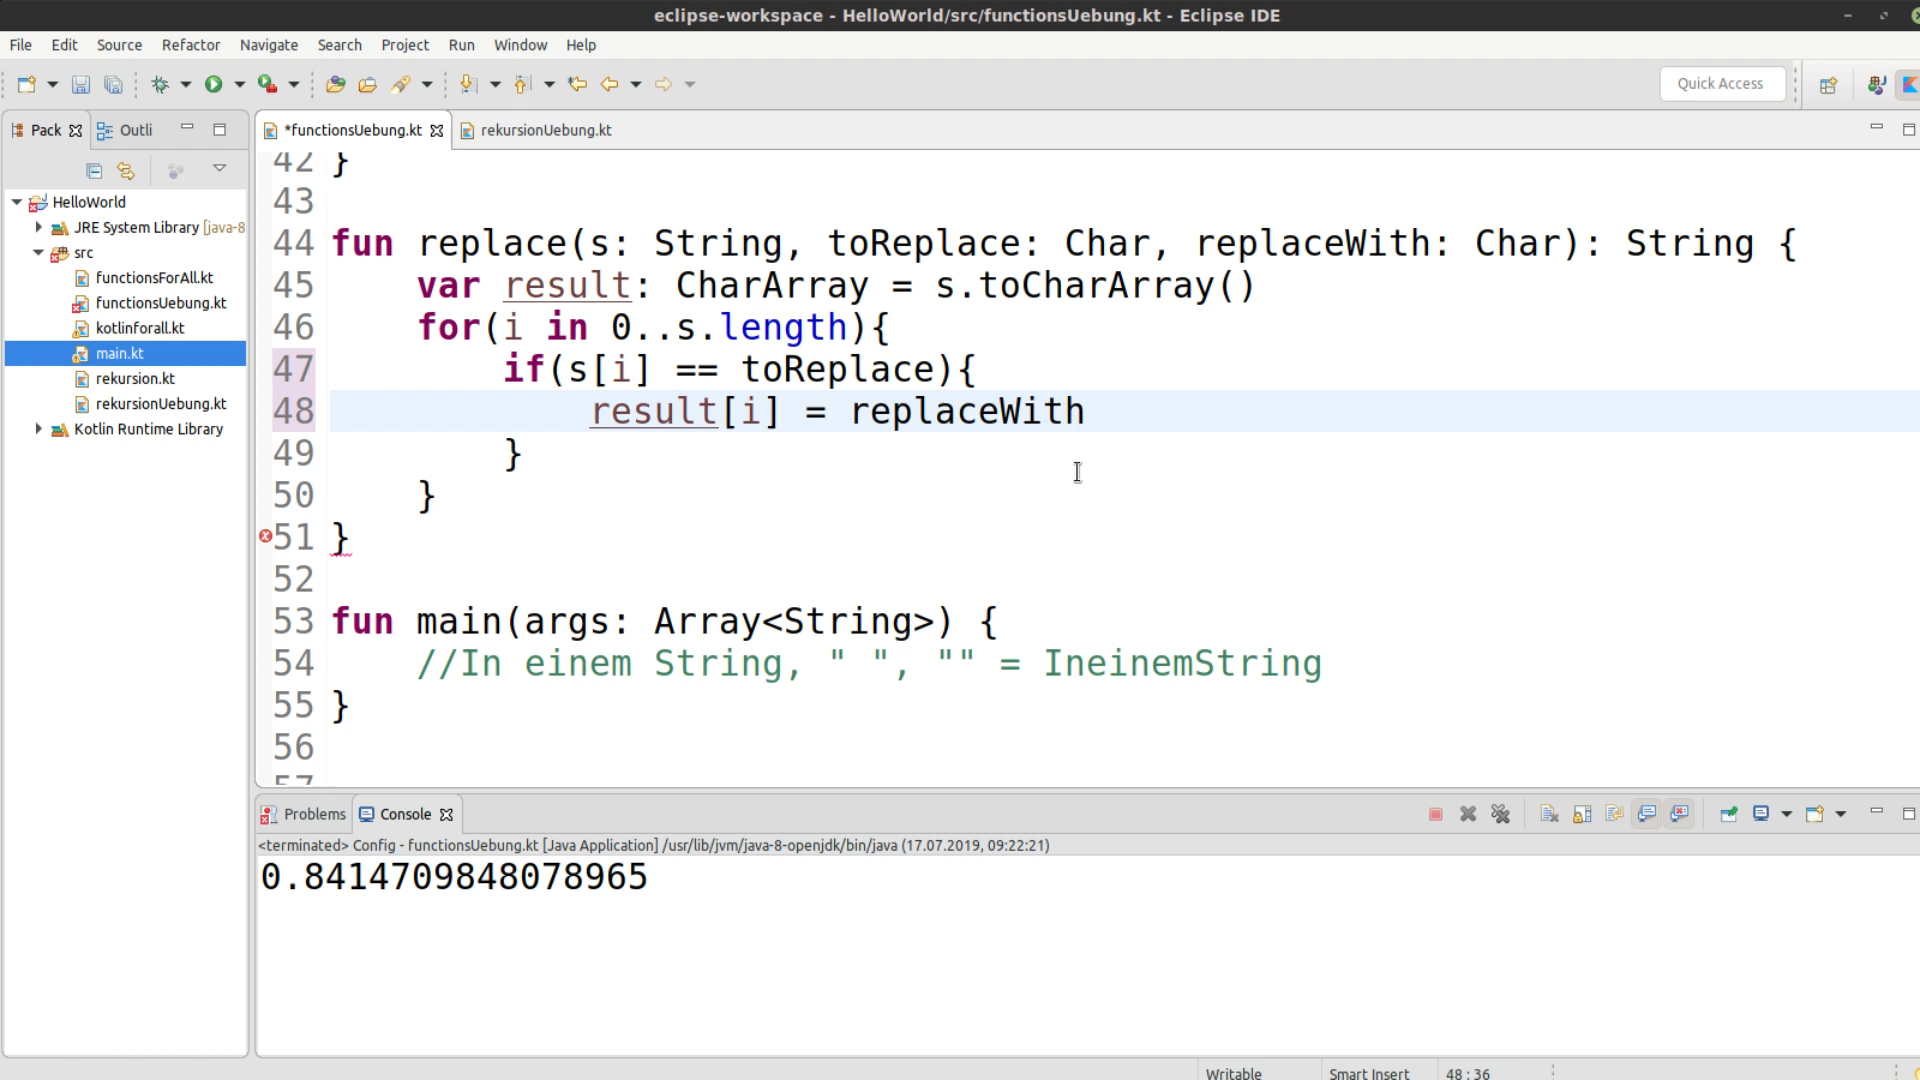 eclipse-workspace - HelloWorld/src/functionsUebung.kt - Eclipse IDE
File Edit Source Refactor Navigate Search Project Run Window Help
Quick Access
Pack Outli
*functionsUebung.kt rekursionUebung.kt
HelloWorld
JRE System Library [java-8
src
functionsForAll.kt
functionsUebung.kt
kotlinforall.kt
main.kt
rekursion.kt
rekursionUebung.kt
Kotlin Runtime Library
42 }
43
44 fun replace(s: String, toReplace: Char, replaceWith: Char): String {
45 var result: CharArray = s.toCharArray()
46 for(i in 0..s.length){
47 if(s[i] == toReplace){
48 result[i] = replaceWith
49 }
50 }
51 }
52
53 fun main(args: Array<String>) {
54 //In einem String, " ", "" = IneinemString
55 }
56
57
Problems Console
<terminated> Config - functionsUebung.kt [Java Application] /usr/lib/jvm/java-8-openjdk/bin/java (17.07.2019, 09:22:21)
0.8414709848078965
Writable Smart Insert 48 : 36